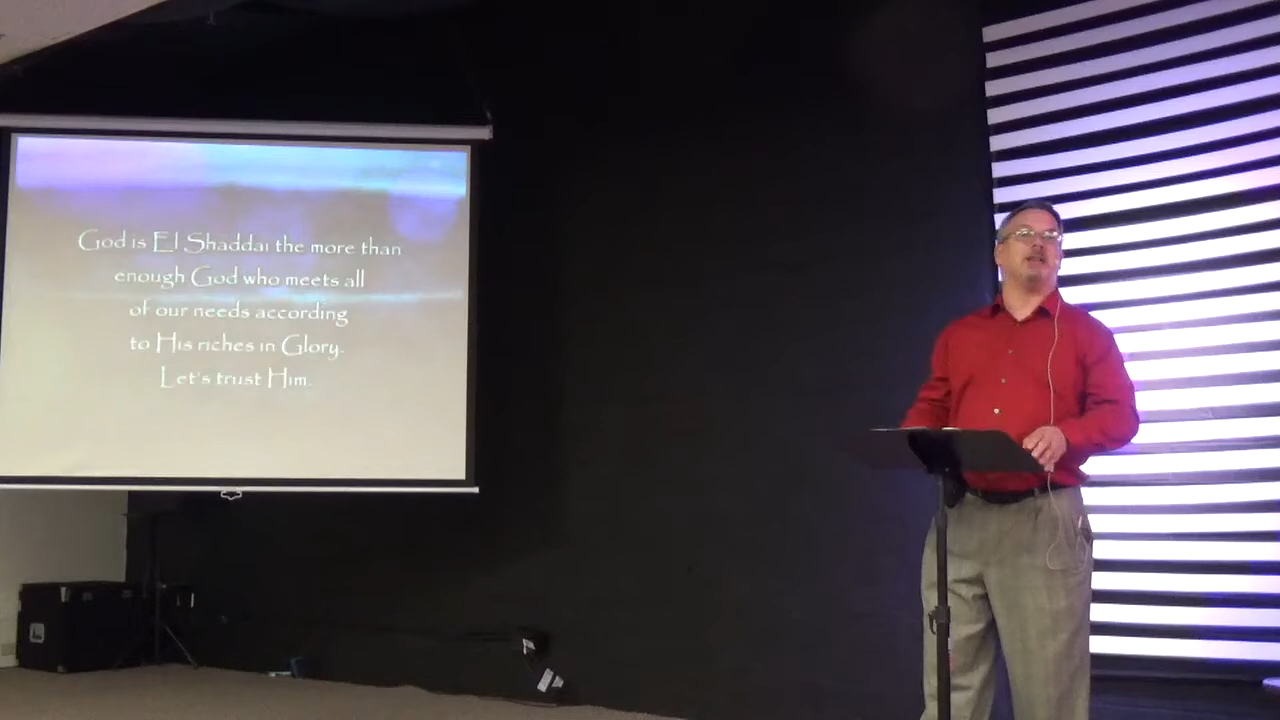 God is El Shaddai the more than
enough God who meets all
of our needs according
to His riches in Glory.
Let's trust Him.